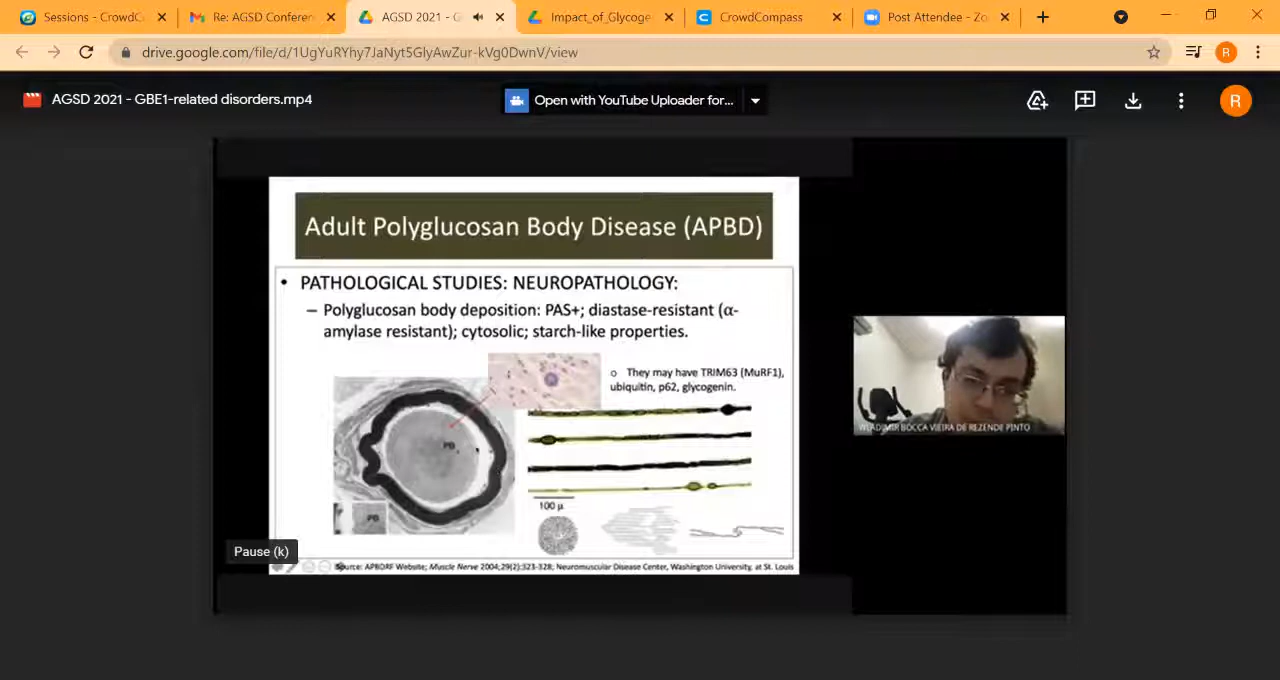 Sessions - CrowdC
Re: AGSD Conferen
AGSD 2021 - G
Impact_of_Glycoge
CrowdCompass
Post Attendee - Zo
drive.google.com/file/d/1UgYuRYhy7JaNyt5GlyAwZur-kVg0DwnV/view
R
AGSD 2021 - GBE1-related disorders.mp4
Open with YouTube Uploader for...
R
Adult Polyglucosan Body Disease (APBD)
• PATHOLOGICAL STUDIES: NEUROPATHOLOGY:
– Polyglucosan body deposition: PAS+; diastase-resistant (α-
amylase resistant); cytosolic; starch-like properties.
o They may have TRIM63 (MuRF1),
ubiquitin, p62, glycogenin.
PB
PB
100 μ
WLADIMIR BOCCA VIEIRA DE REZENDE PINTO
Pause (k)
Source: APBDRF Website; Muscle Nerve 2004;29(2):323-328; Neuromuscular Disease Center, Washington University, at St. Louis